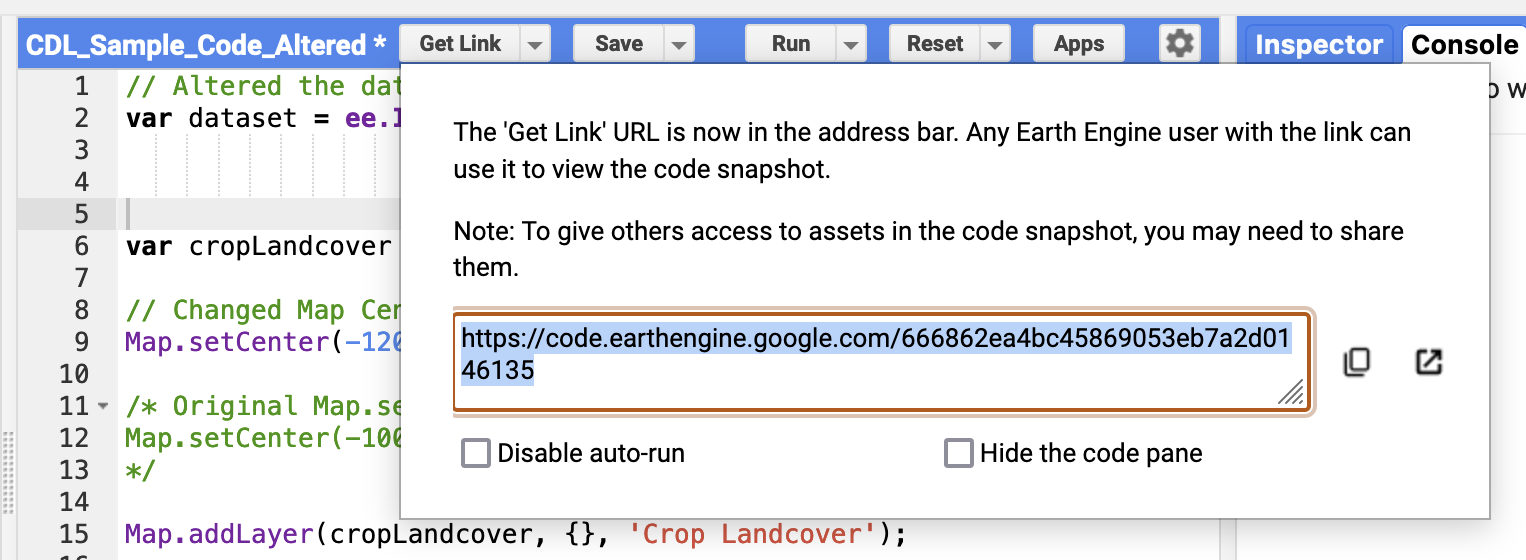 CDL_Sample_Code_Altered * Get Link Save Run Reset Apps Inspector Console
1 // Altered the dat
2 var dataset = ee.I
3
4
5
6 var cropLandcover
7
8 // Changed Map Cen
9 Map.setCenter(-120
10
11 /* Original Map.se
12 Map.setCenter(-100
13 */
14
15 Map.addLayer(cropLandcover, {}, 'Crop Landcover');
The 'Get Link' URL is now in the address bar. Any Earth Engine user with the link can
use it to view the code snapshot.
Note: To give others access to assets in the code snapshot, you may need to share
them.
https://code.earthengine.google.com/666862ea4bc45869053eb7a2d01
46135
Disable auto-run Hide the code pane